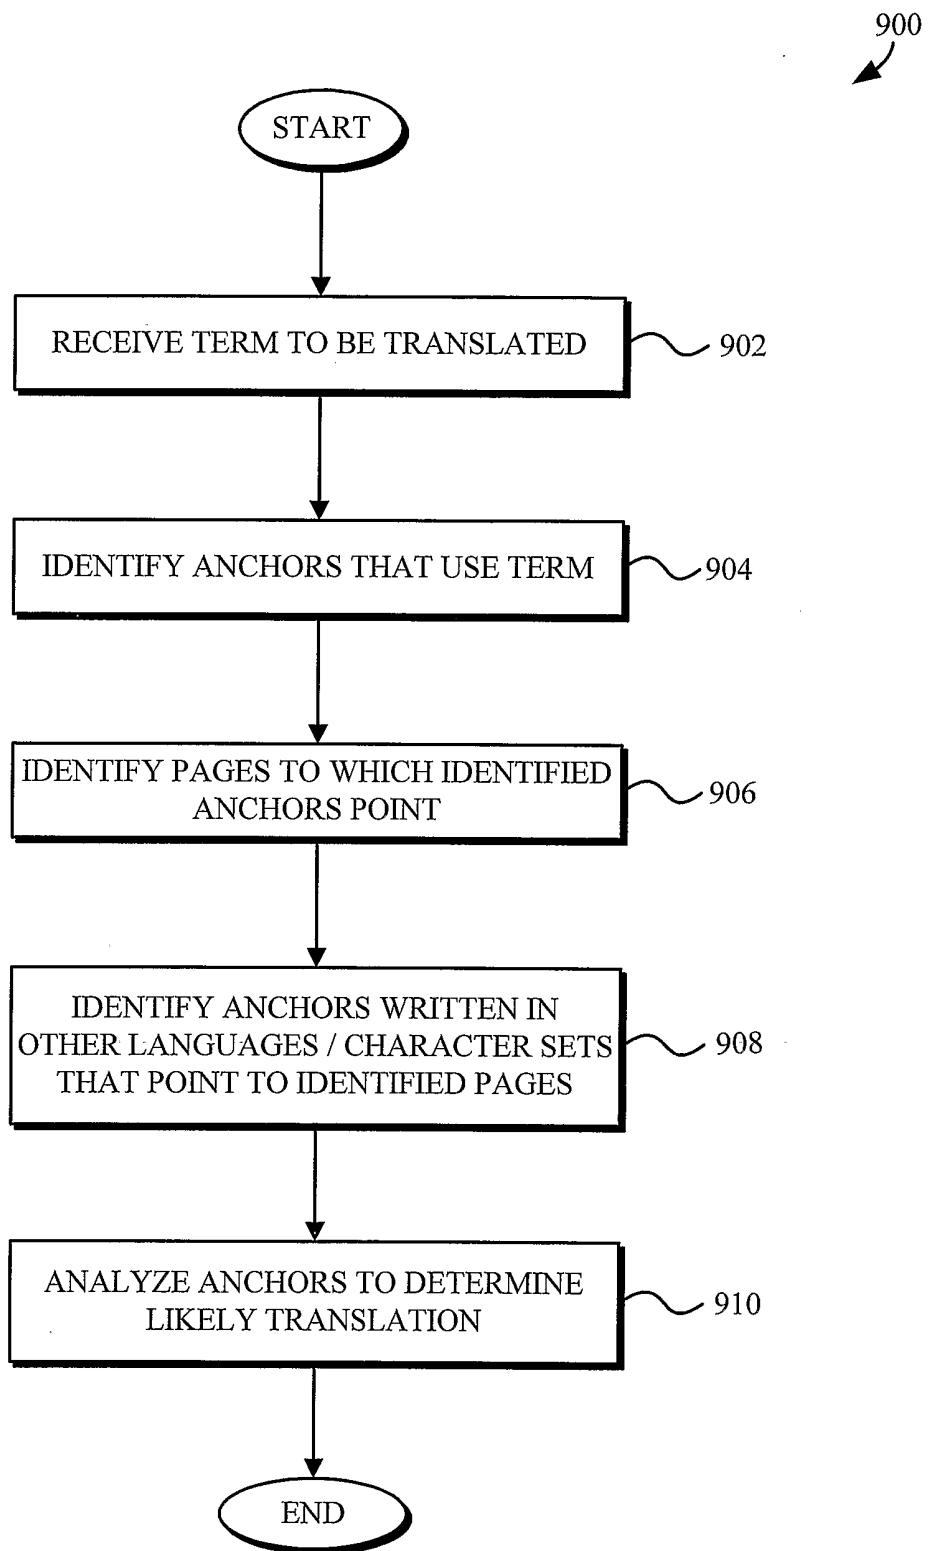 900
START
RECEIVE TERM TO BE TRANSLATED
902
IDENTIFY ANCHORS THAT USE TERM
904
IDENTIFY PAGES TO WHICH IDENTIFIED
ANCHORS POINT
906
IDENTIFY ANCHORS WRITTEN IN
OTHER LANGUAGES / CHARACTER SETS
THAT POINT TO IDENTIFIED PAGES
908
ANALYZE ANCHORS TO DETERMINE
LIKELY TRANSLATION
910
END